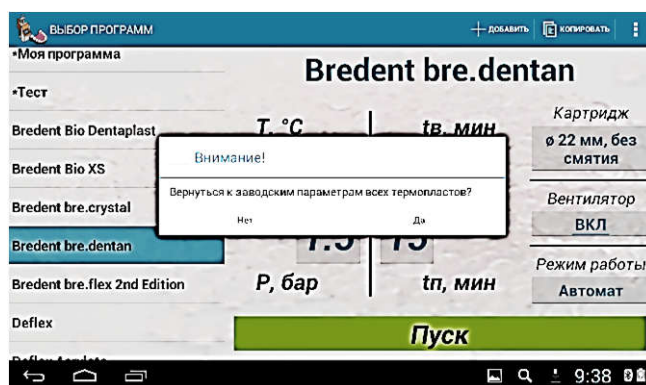 ВЫБОР ПРОГРАММ
ДОБАВИТЬ
КОПИРОВАТЬ
*Моя программа
*Тест
Bredent Bio Dentaplast
Bredent Bio XS
Bredent bre.crystal
Bredent bre.dentan
Bredent bre.flex 2nd Edition
Deflex
Bredent bre.dentan
T, °C
tв, мин
Внимание!
Вернуться к заводским параметрам всех термопластов?
Нет
Да
7.5
15
P, бар
tп, мин
Картридж
ø 22 мм, без
смятия
Вентилятор
ВКЛ
Режим работы
Автомат
Пуск
9:38